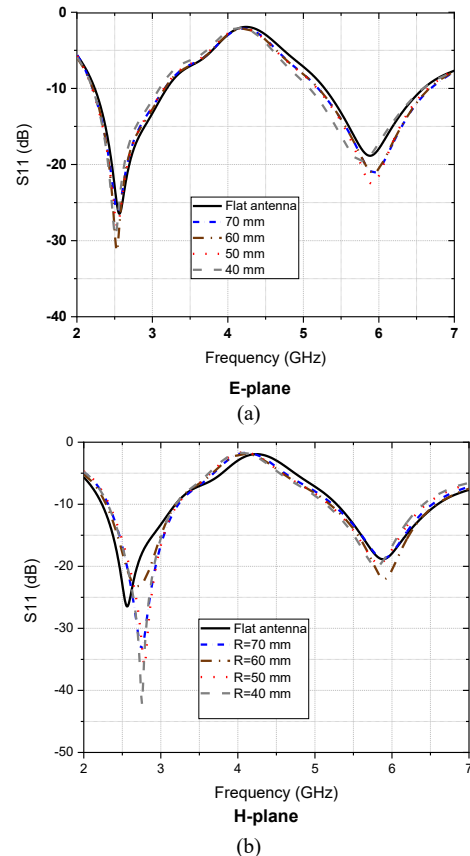 0
-10
-20
-30
-40
S11 (dB)
Flat antenna
70 mm
60 mm
50 mm
40 mm
2 3 4 5 6 7
Frequency (GHz)
E-plane
(a)
0
-10
-20
-30
-40
-50
S11 (dB)
Flat antenna
R=70 mm
R=60 mm
R=50 mm
R=40 mm
2 3 4 5 6 7
Frequency (GHz)
H-plane
(b)